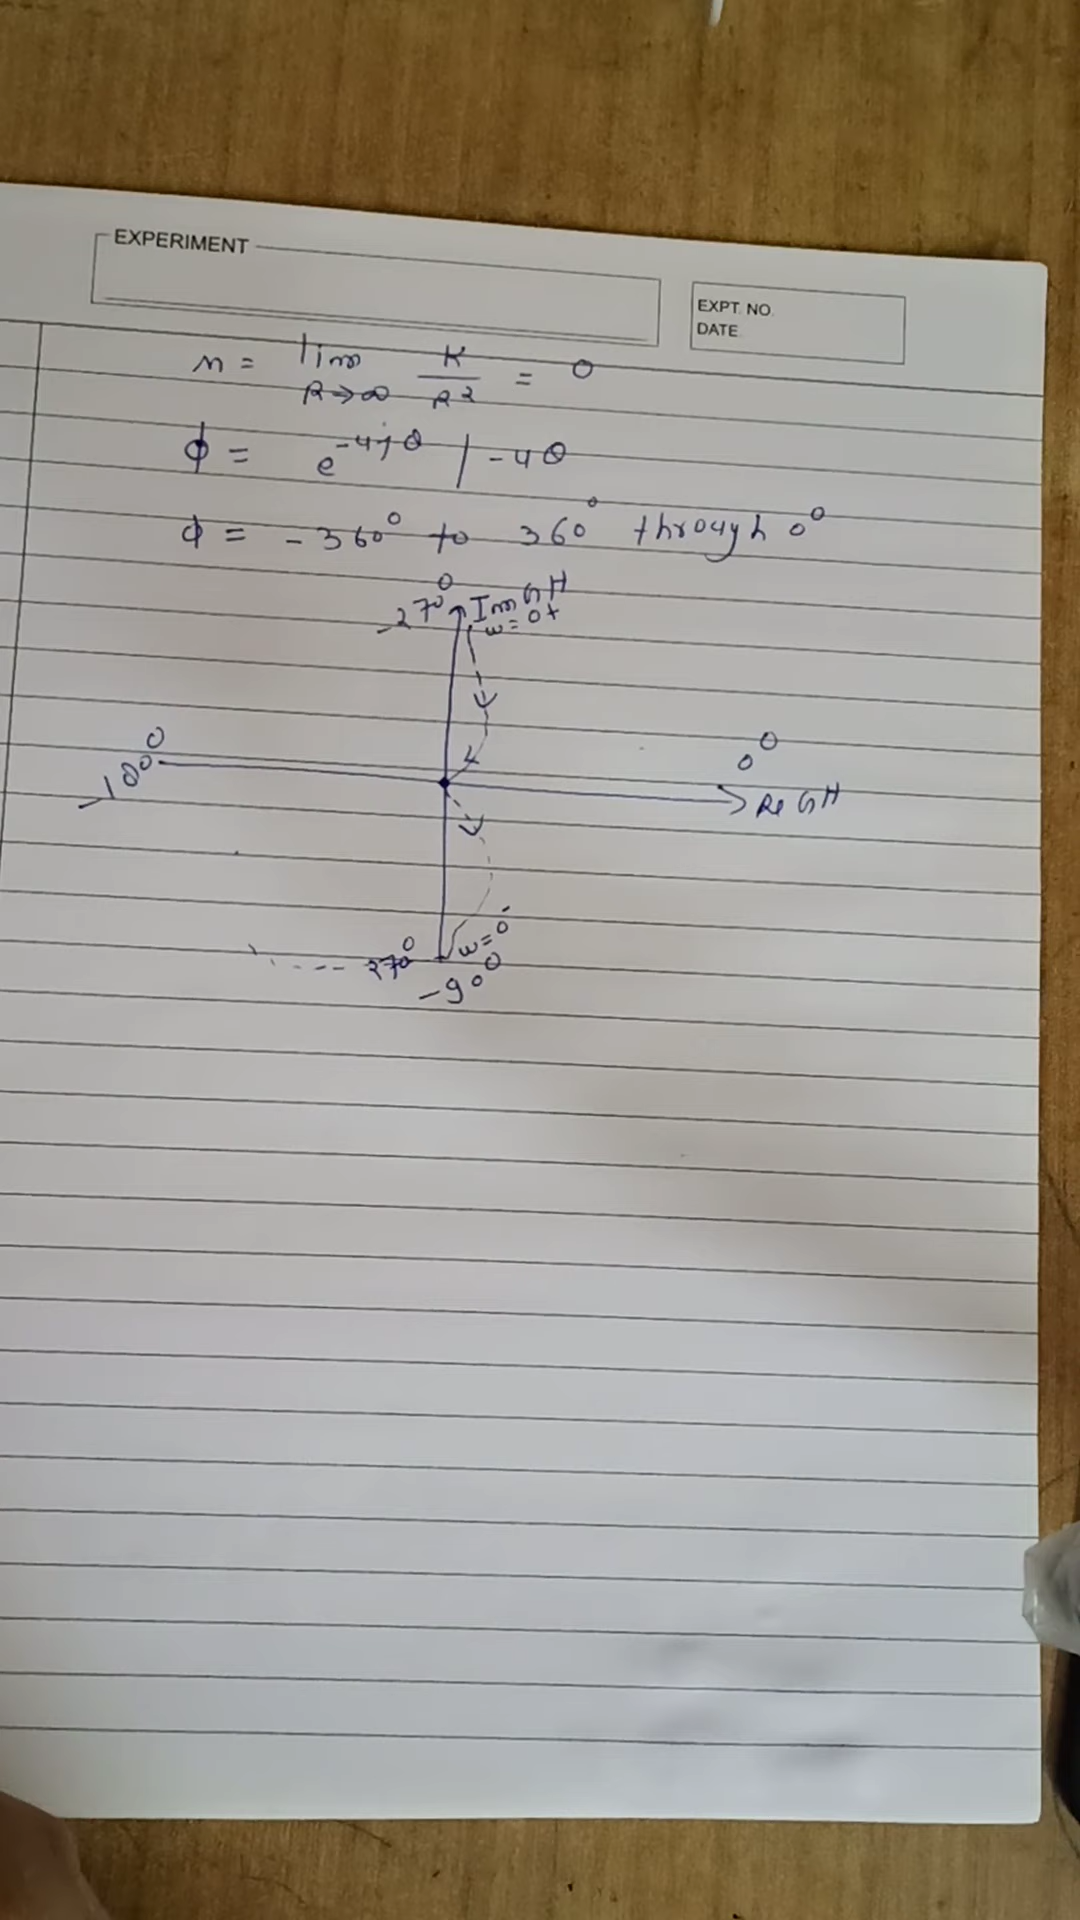 EXPERIMENT
EXPT. NO.
DATE
m = lim R→∞ K/R² = 0
ϕ = e^-4jθ | -4θ
ϕ = -360° to 360° through 0°
-270° Im GH
ω=0+
-180°
0°
Re GH
ω=0-
270°
-90°